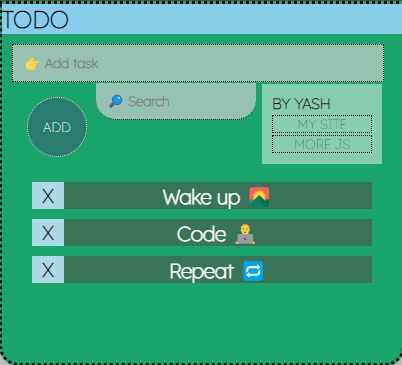 TODO
👉 Add task
🔎 Search
ADD
BY YASH
MY SITE
MORE JS
X Wake up 🌄
X Code 👨‍💻
X Repeat 🔁